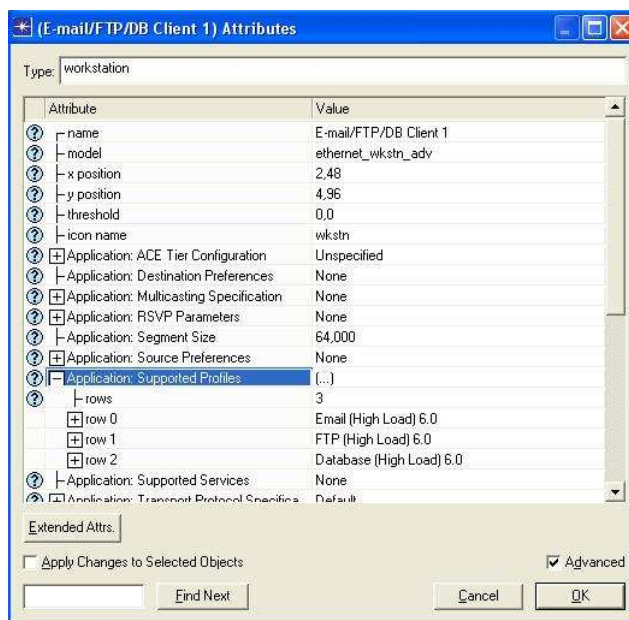 (E-mail/FTP/DB Client 1) Attributes
Type: workstation
Attribute Value
name E-mail/FTP/DB Client 1
model ethernet_wkstn_adv
x position 2,48
y position 4,96
threshold 0,0
icon name wkstn
Application: ACE Tier Configuration Unspecified
Application: Destination Preferences None
Application: Multicasting Specification None
Application: RSVP Parameters None
Application: Segment Size 64,000
Application: Source Preferences None
Application: Supported Profiles (...)
rows 3
row 0 Email (High Load) 6.0
row 1 FTP (High Load) 6.0
row 2 Database (High Load) 6.0
Application: Supported Services None
Application: Transport Protocol Specifica Default
Extended Attrs.
Apply Changes to Selected Objects Advanced
Find Next Cancel OK